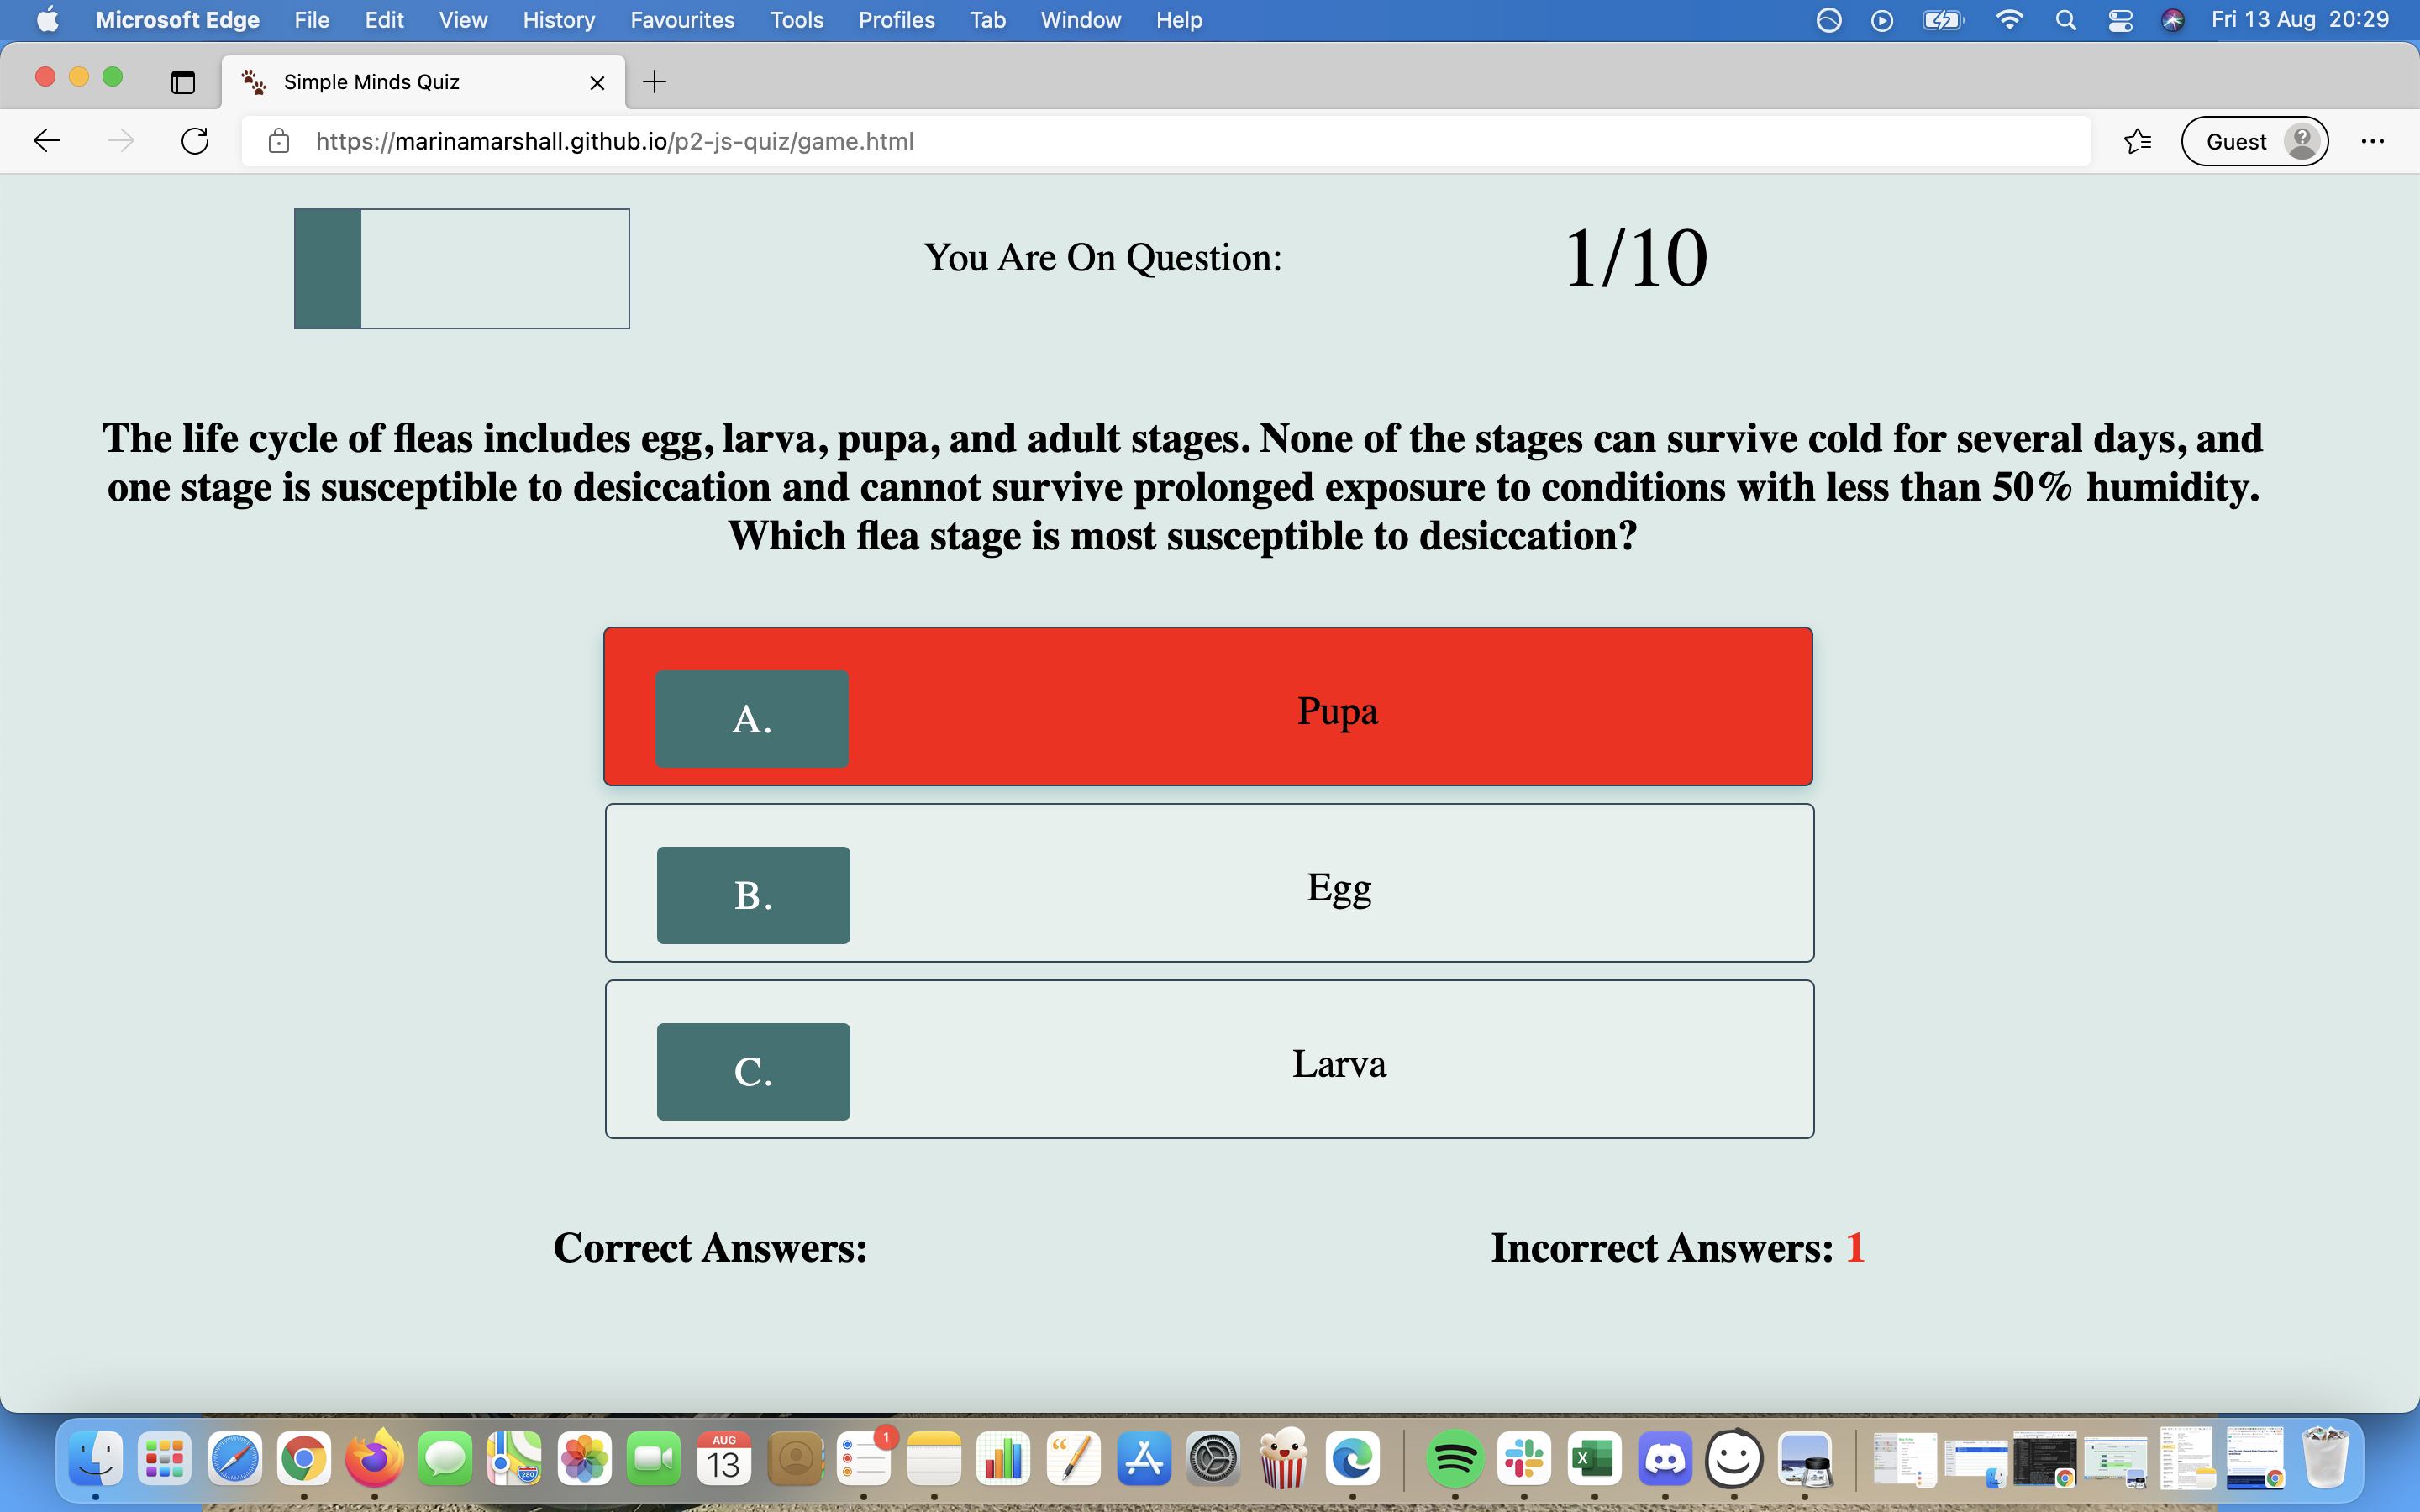 Microsoft Edge File Edit View History Favourites Tools Profiles Tab Window Help Fri 13 Aug 20:29
Simple Minds Quiz
https://marinamarshall.github.io/p2-js-quiz/game.html Guest
You Are On Question: 1/10
The life cycle of fleas includes egg, larva, pupa, and adult stages. None of the stages can survive cold for several days, and
one stage is susceptible to desiccation and cannot survive prolonged exposure to conditions with less than 50% humidity.
Which flea stage is most susceptible to desiccation?
A. Pupa
B. Egg
C. Larva
Correct Answers: Incorrect Answers: 1
AUG
13
1
280
X